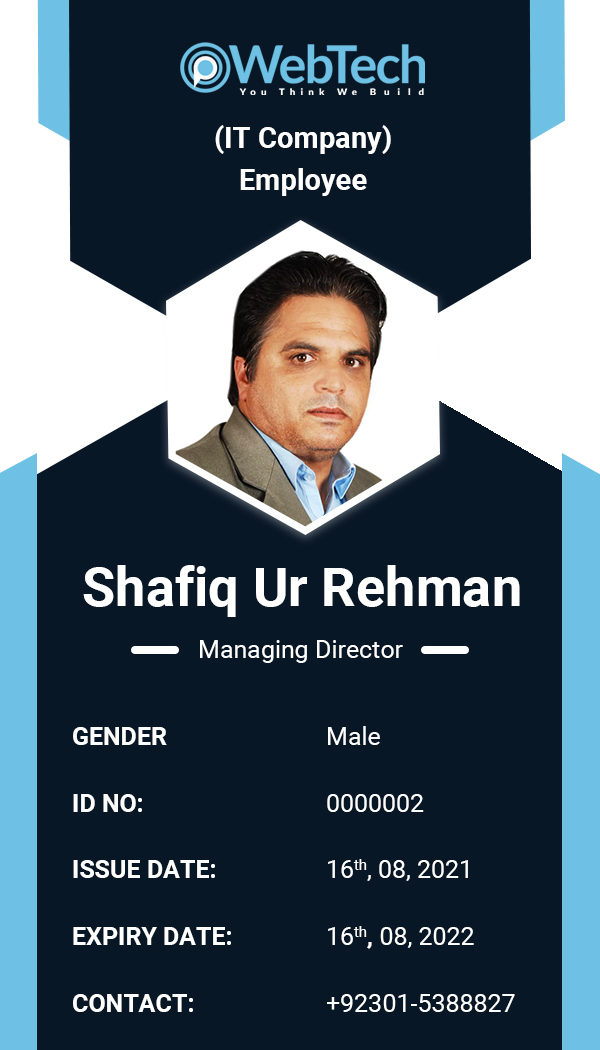 WebTech
You Think We Build
(IT Company)
Employee
Shafiq Ur Rehman
Managing Director
GENDER Male
ID NO: 0000002
ISSUE DATE: 16th, 08, 2021
EXPIRY DATE: 16th, 08, 2022
CONTACT: +92301-5388827